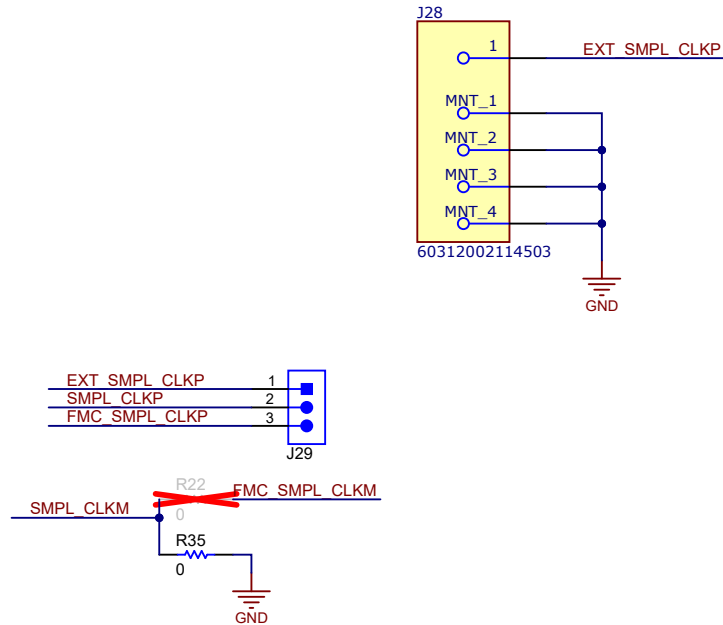 J28
1
EXT_SMPL_CLKP
MNT_1
MNT_2
MNT_3
MNT_4
60312002114503
GND
EXT_SMPL_CLKP
1
SMPL_CLKP
2
FMC_SMPL_CLKP
3
J29
R22
FMC_SMPL_CLKM
0
SMPL_CLKM
R35
0
GND